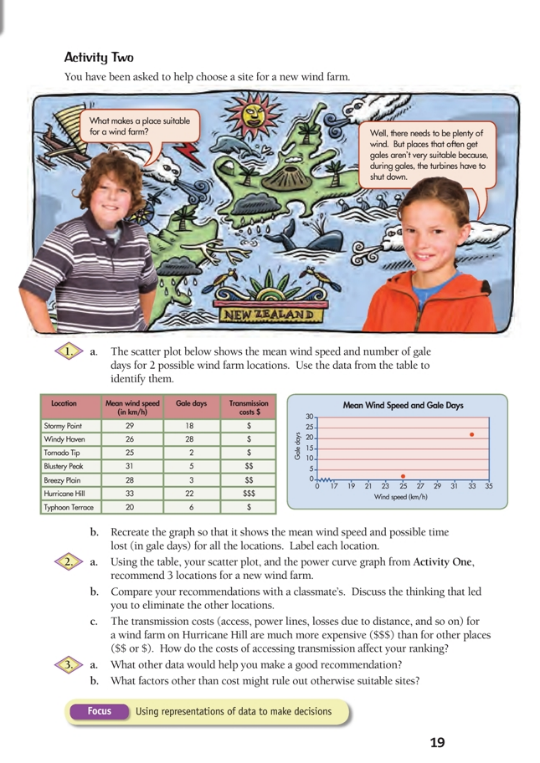 Activity Two
You have been asked to help choose a site for a new wind farm.
What makes a place suitable
for a wind farm?
Well, there needs to be plenty of
wind. But places that often get
gales aren't very suitable because,
during gales, the turbines have to
shut down.
NEW ZEALAND
1. a. The scatter plot below shows the mean wind speed and number of gale
days for 2 possible wind farm locations. Use the data from the table to
identify them.
Location Mean wind speed (in km/h) Gale days Transmission costs $
Stormy Point 29 18 $
Windy Haven 26 28 $
Tornado Tip 25 2 $
Blustery Peak 31 5 $$
Breezy Plain 28 3 $$
Hurricane Hill 33 22 $$$
Typhoon Terrace 20 6 $
Mean Wind Speed and Gale Days
Gale days
30
25
20
15
10
5
0
0 17 19 21 23 25 27 29 31 33 35
Wind speed (km/h)
b. Recreate the graph so that it shows the mean wind speed and possible time
lost (in gale days) for all the locations. Label each location.
2. a. Using the table, your scatter plot, and the power curve graph from Activity One,
recommend 3 locations for a new wind farm.
b. Compare your recommendations with a classmate's. Discuss the thinking that led
you to eliminate the other locations.
c. The transmission costs (access, power lines, losses due to distance, and so on) for
a wind farm on Hurricane Hill are much more expensive ($$$) than for other places
($$ or $). How do the costs of accessing transmission affect your ranking?
3. a. What other data would help you make a good recommendation?
b. What factors other than cost might rule out otherwise suitable sites?
Focus Using representations of data to make decisions
19